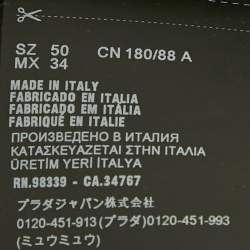 SZ 50 CN 180/88 A
MX 34
MADE IN ITALY
FABRICADO EN ITALIA
FABRICADO EM ITÁLIA
FABRIQUÉ EN ITALIE
ПРОИЗВЕДЕНО В ИТАЛИЯ
ΚΑΤΑΣΚΕΥΑΖΕΤΑΙ ΣΤΗΝ ΙΤΑΛΙΑ
ÜRETİM YERİ İTALYA
RN.98339 - CA.34767
プラダジャパン株式会社
0120-451-913(プラダ)0120-451-993
(ミュウミュウ)